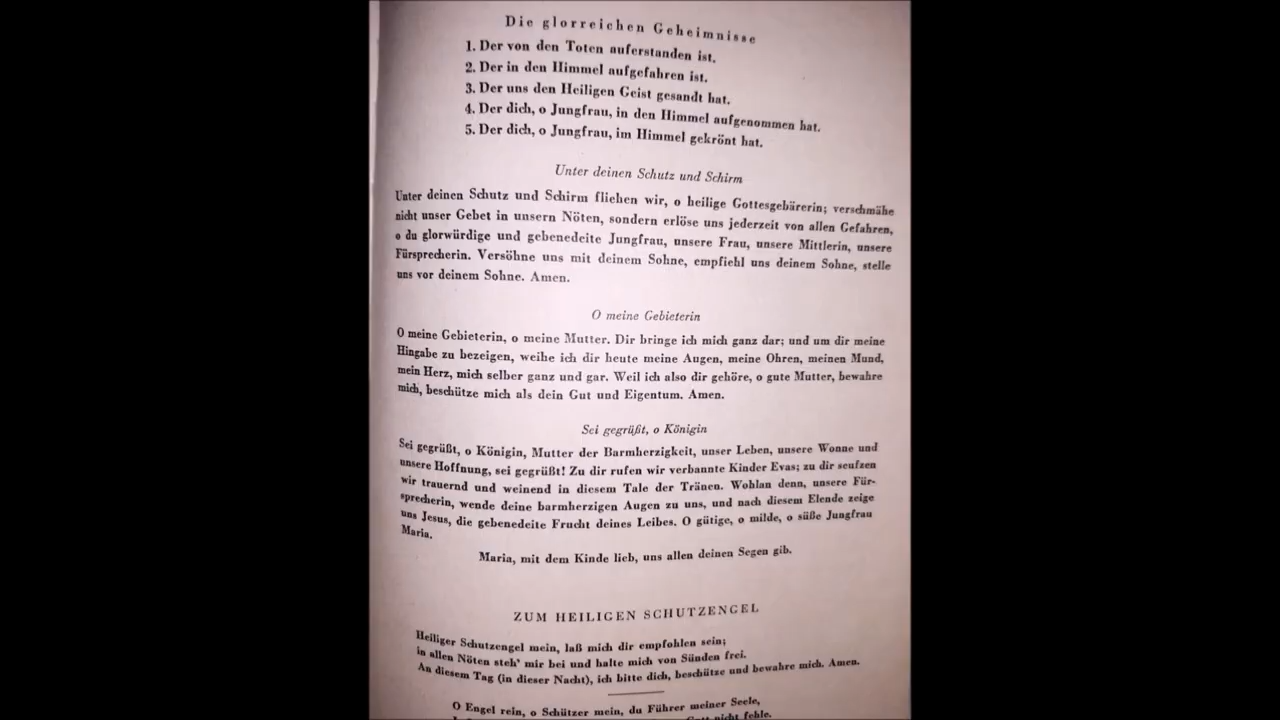 Die glorreichen Geheimnisse
1. Der von den Toten auferstanden ist.
2. Der in den Himmel aufgefahren ist.
3. Der uns den Heiligen Geist gesandt hat.
4. Der dich, o Jungfrau, in den Himmel aufgenommen hat.
5. Der dich, o Jungfrau, im Himmel gekrönt hat.
Unter deinen Schutz und Schirm
Unter deinen Schutz und Schirm fliehen wir, o heilige Gottesgebärerin; verschmähe
nicht unser Gebet in unsern Nöten, sondern erlöse uns jederzeit von allen Gefahren,
o du glorwürdige und gebenedeite Jungfrau, unsere Frau, unsere Mittlerin, unsere
Fürsprecherin. Versöhne uns mit deinem Sohne, empfiehl uns deinem Sohne, stelle
uns vor deinem Sohne. Amen.
O meine Gebieterin
O meine Gebieterin, o meine Mutter. Dir bringe ich mich ganz dar; und um dir meine
Hingabe zu bezeigen, weihe ich dir heute meine Augen, meine Ohren, meinen Mund,
mein Herz, mich selber ganz und gar. Weil ich also dir gehöre, o gute Mutter, bewahre
mich, beschütze mich als dein Gut und Eigentum. Amen.
Sei gegrüßt, o Königin
Sei gegrüßt, o Königin, Mutter der Barmherzigkeit, unser Leben, unsere Wonne und
unsere Hoffnung, sei gegrüßt! Zu dir rufen wir verbannte Kinder Evas; zu dir seufzen
wir trauernd und weinend in diesem Tale der Tränen. Wohlan denn, unsere Für-
sprecherin, wende deine barmherzigen Augen zu uns, und nach diesem Elende zeige
uns Jesus, die gebenedeite Frucht deines Leibes. O gütige, o milde, o süße Jungfrau
Maria.
Maria, mit dem Kinde lieb, uns allen deinen Segen gib.
ZUM HEILIGEN SCHUTZENGEL
Heiliger Schutzengel mein, laß mich dir empfohlen sein;
in allen Nöten steh' mir bei und halte mich von Sünden frei.
An diesem Tag (in dieser Nacht), ich bitte dich, beschütze und bewahre mich. Amen.
O Engel rein, o Schützer mein, du Führer meiner Seele,
nicht fehle.